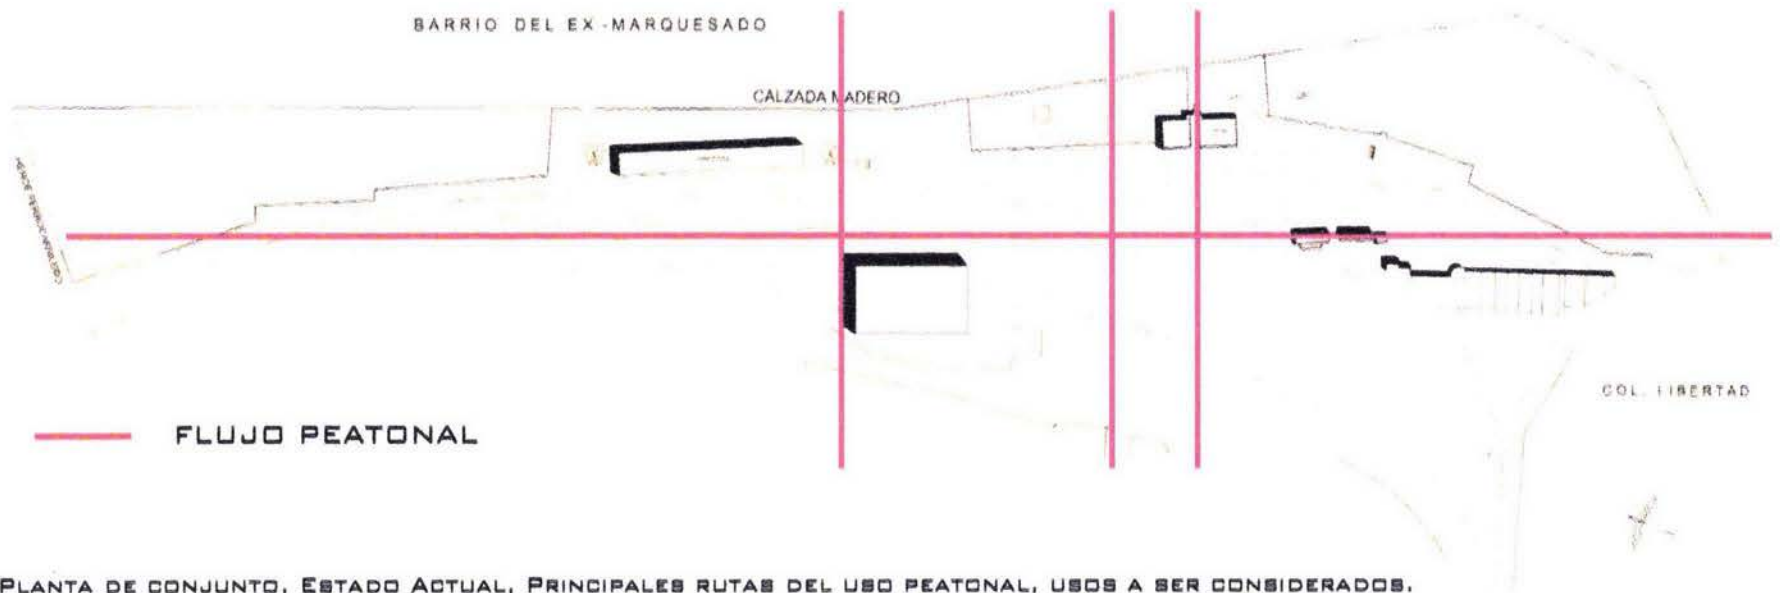 BARRIO DEL EX-MARQUESADO
CALZADA MADERO
COL. LIBERTAD
FLUJO PEATONAL
PLANTA DE CONJUNTO. ESTADO ACTUAL. PRINCIPALES RUTAS DEL USO PEATONAL, USOS A SER CONSIDERADOS.